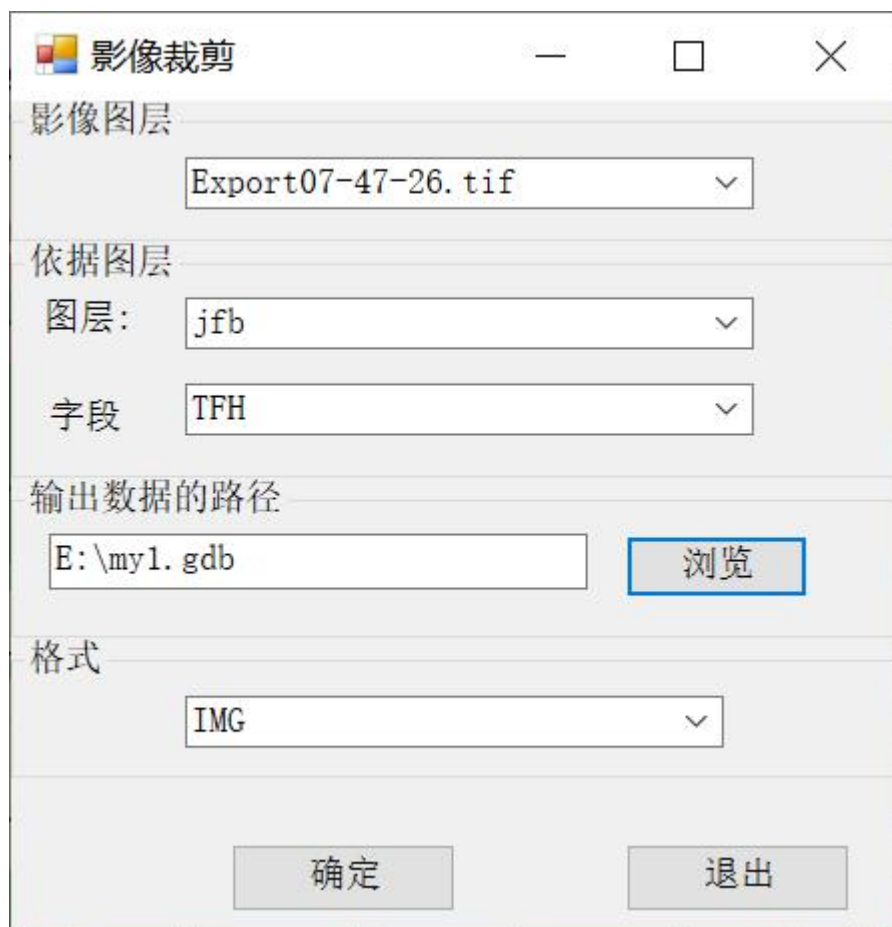 影像裁剪
影像图层
Export07-47-26.tif
依据图层
图层:
jfb
字段
TFH
输出数据的路径
E:\my1.gdb
浏览
格式
IMG
确定
退出